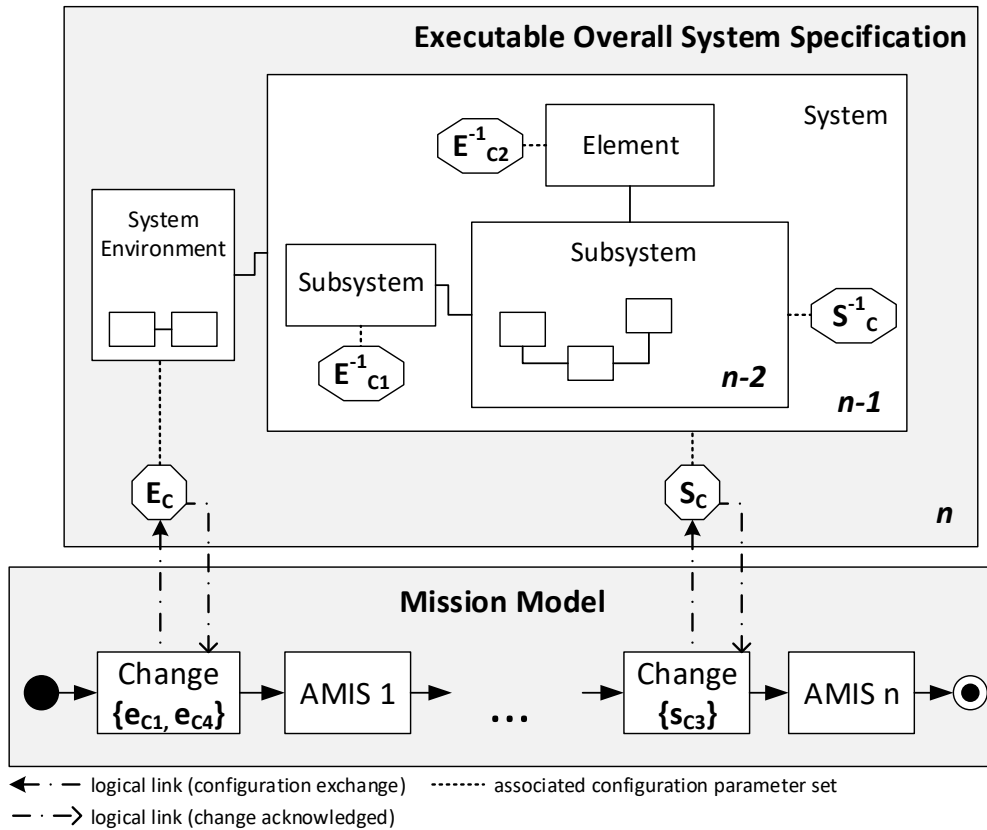 Executable Overall System Specification
System
E⁻¹C2
Element
System
Environment
Subsystem
Subsystem
S⁻¹C
E⁻¹C1
n-2
n-1
EC
SC
n
Mission Model
Change
{eC1, eC4}
AMIS 1
...
Change
{sC3}
AMIS n
logical link (configuration exchange)
associated configuration parameter set
logical link (change acknowledged)